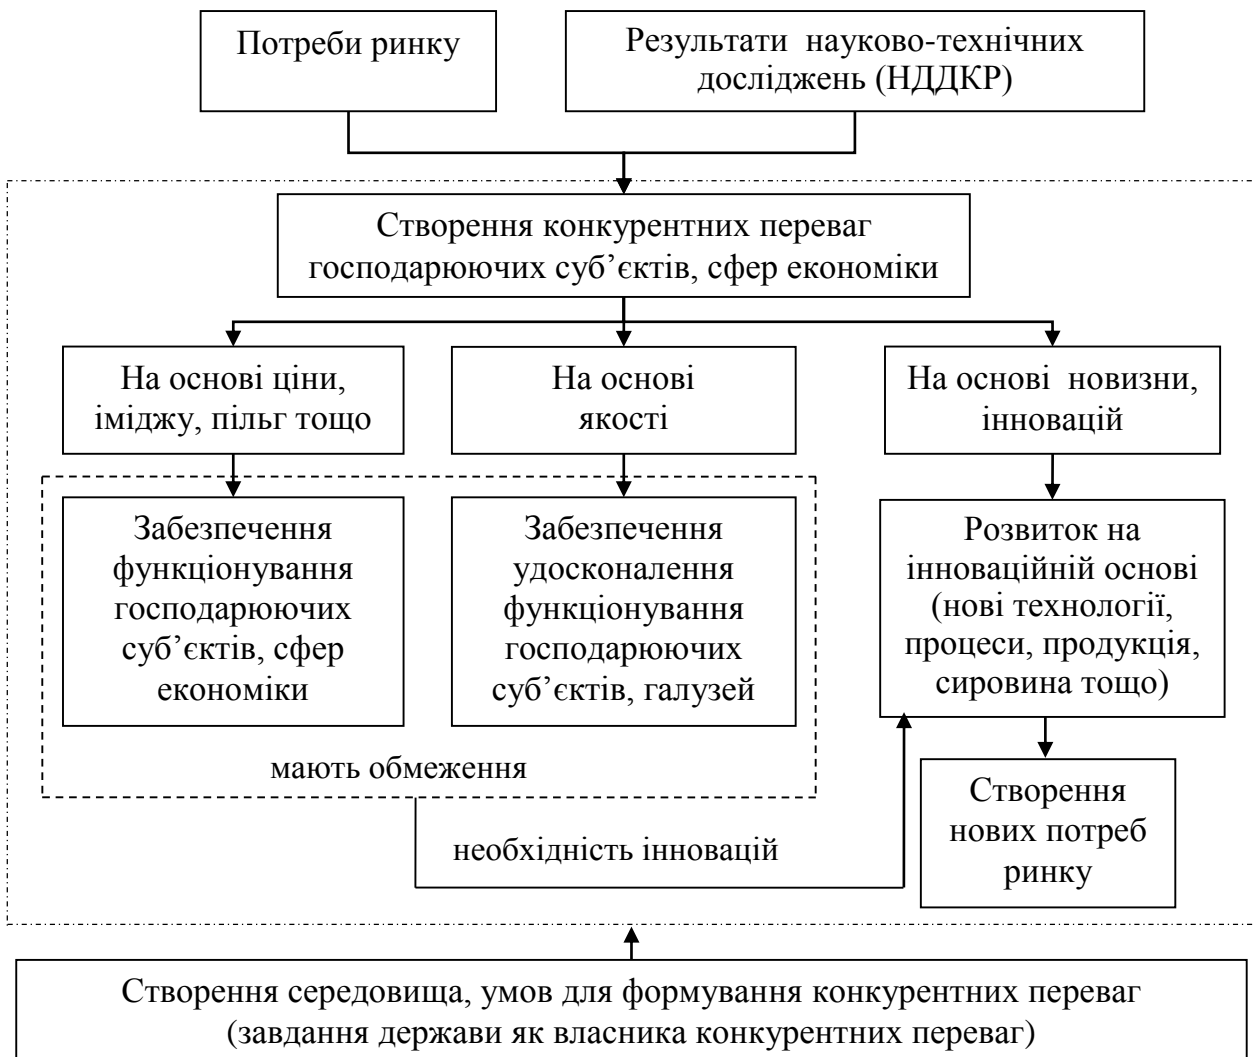 Потреби ринку
Результати науково-технічних
досліджень (НДДКР)
Створення конкурентних переваг
господарюючих суб’єктів, сфер економіки
На основі ціни,
іміджу, пільг тощо
На основі
якості
На основі новизни,
інновацій
Забезпечення
функціонування
господарюючих
суб’єктів, сфер
економіки
Забезпечення
удосконалення
функціонування
господарюючих
суб’єктів, галузей
Розвиток на
інноваційній основі
(нові технології,
процеси, продукція,
сировина тощо)
мають обмеження
необхідність інновацій
Створення
нових потреб
ринку
Створення середовища, умов для формування конкурентних переваг
(завдання держави як власника конкурентних переваг)